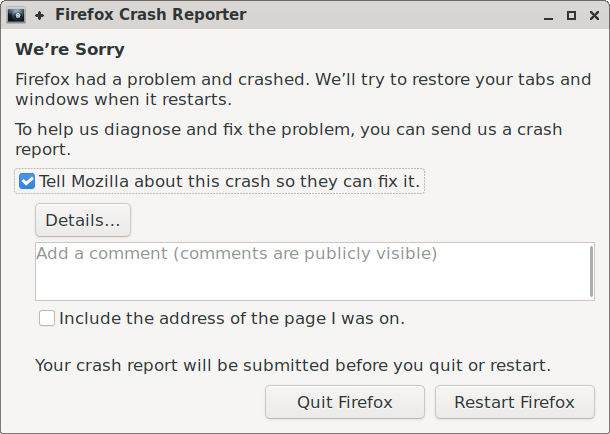 Firefox Crash Reporter
We’re Sorry
Firefox had a problem and crashed. We’ll try to restore your tabs and
windows when it restarts.
To help us diagnose and fix the problem, you can send us a crash
report.
Tell Mozilla about this crash so they can fix it.
Details…
Add a comment (comments are publicly visible)
Include the address of the page I was on.
Your crash report will be submitted before you quit or restart.
Quit Firefox
Restart Firefox